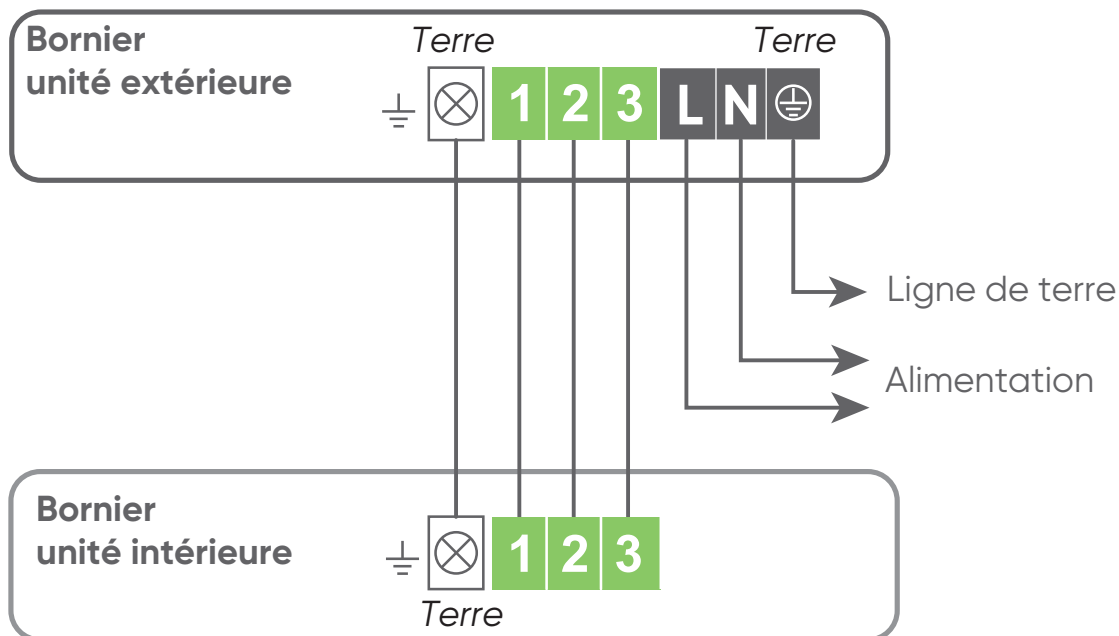 Bornier
unité extérieure
Terre
Terre
1 2 3 L N
Ligne de terre
Alimentation
Bornier
unité intérieure
1 2 3
Terre